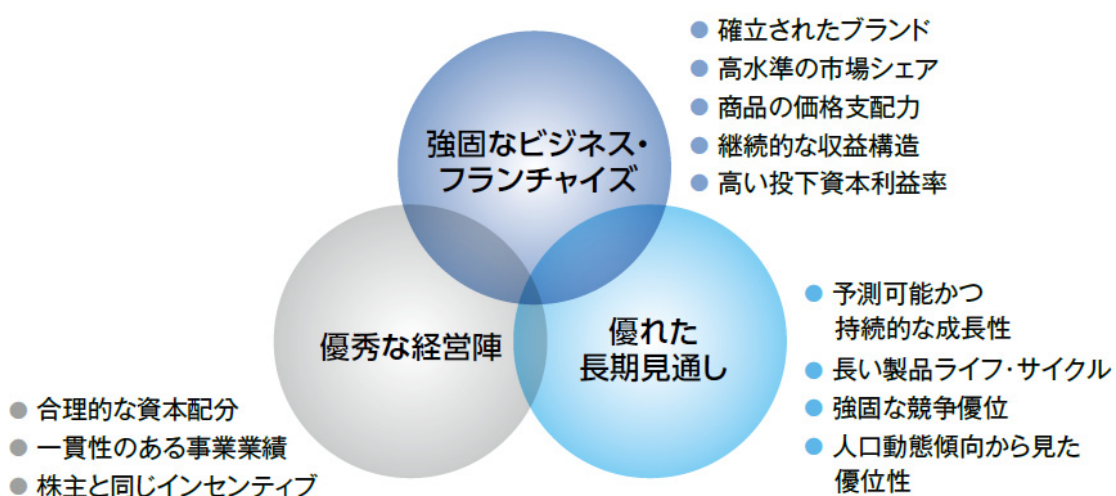 強固なビジネス・
フランチャイズ
● 確立されたブランド
● 高水準の市場シェア
● 商品の価格支配力
● 継続的な収益構造
● 高い投下資本利益率
優秀な経営陣
● 合理的な資本配分
● 一貫性のある事業業績
● 株主と同じインセンティブ
優れた
長期見通し
● 予測可能かつ
持続的な成長性
● 長い製品ライフ・サイクル
● 強固な競争優位
● 人口動態傾向から見た
優位性